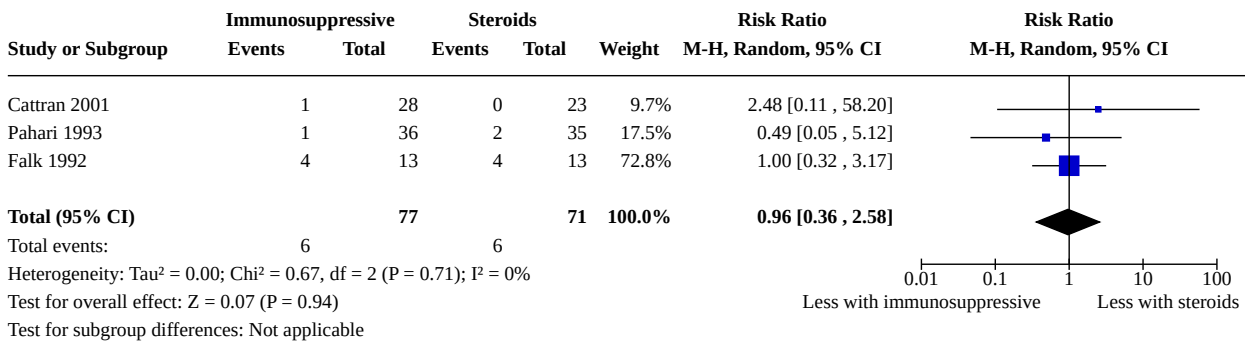 Immunosuppressive Steroids Risk Ratio Risk Ratio
Study or Subgroup Events Total Events Total Weight M-H, Random, 95% CI M-H, Random, 95% CI
Cattran 2001 1 28 0 23 9.7% 2.48 [0.11 , 58.20]
Pahari 1993 1 36 2 35 17.5% 0.49 [0.05 , 5.12]
Falk 1992 4 13 4 13 72.8% 1.00 [0.32 , 3.17]
Total (95% CI) 77 71 100.0% 0.96 [0.36 , 2.58]
Total events: 6 6
Heterogeneity: Tau² = 0.00; Chi² = 0.67, df = 2 (P = 0.71); I² = 0%
0.01 0.1 1 10 100
Test for overall effect: Z = 0.07 (P = 0.94)
Less with immunosuppressive Less with steroids
Test for subgroup differences: Not applicable